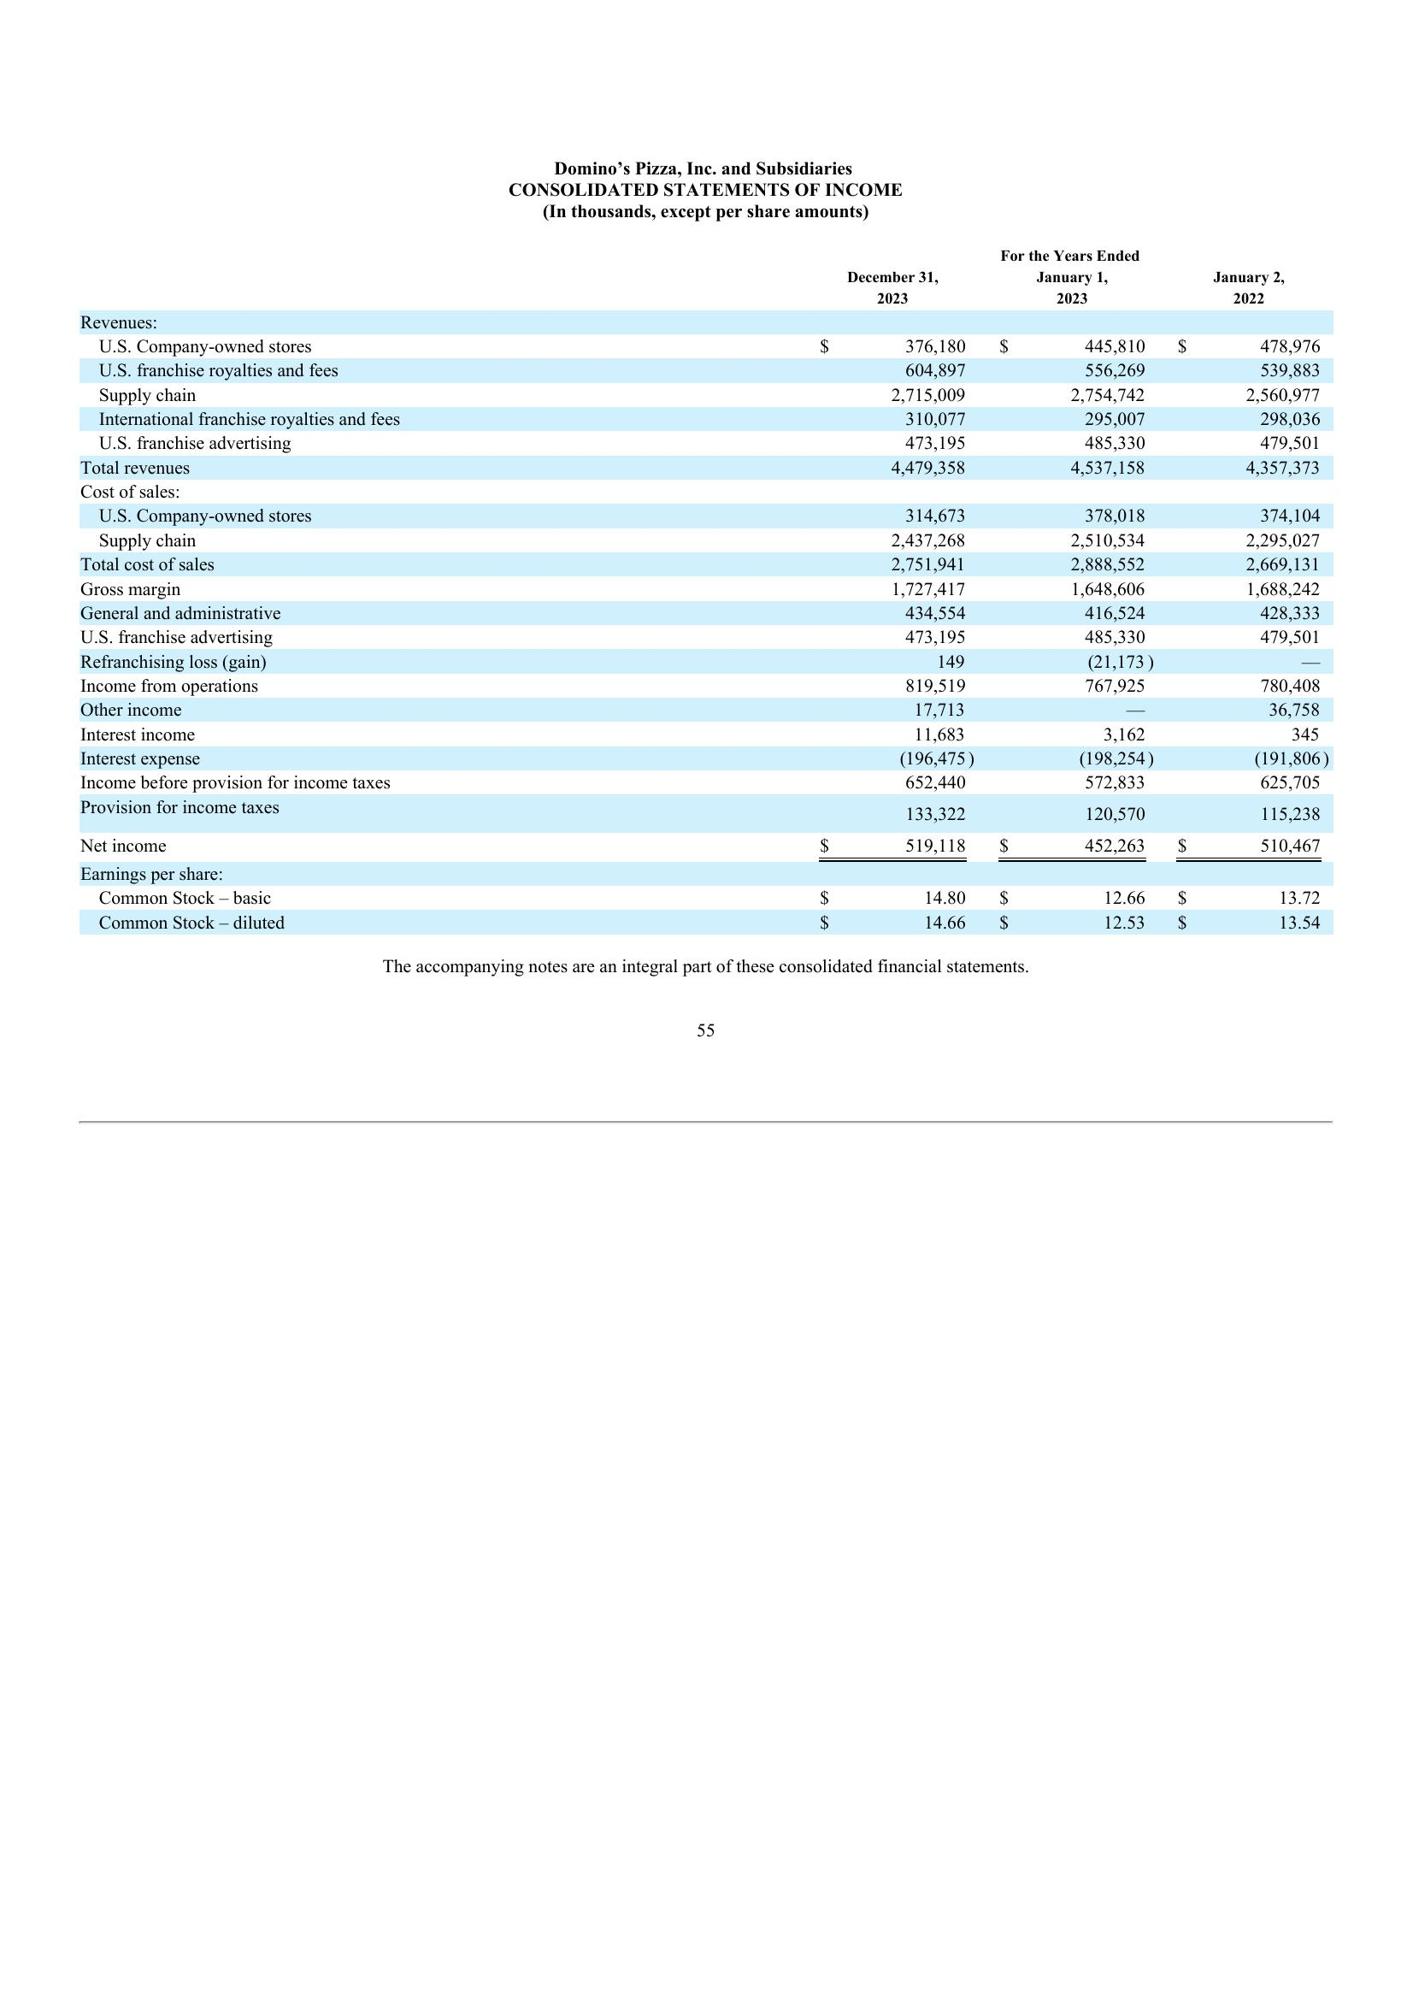 Domino’s Pizza, Inc. and Subsidiaries
CONSOLIDATED STATEMENTS OF INCOME
(In thousands, except per share amounts)
For the Years Ended
December 31, January 1, January 2,
2023 2023 2022
Revenues:
U.S. Company-owned stores $ 376,180 $ 445,810 $ 478,976
U.S. franchise royalties and fees 604,897 556,269 539,883
Supply chain 2,715,009 2,754,742 2,560,977
International franchise royalties and fees 310,077 295,007 298,036
U.S. franchise advertising 473,195 485,330 479,501
Total revenues 4,479,358 4,537,158 4,357,373
Cost of sales:
U.S. Company-owned stores 314,673 378,018 374,104
Supply chain 2,437,268 2,510,534 2,295,027
Total cost of sales 2,751,941 2,888,552 2,669,131
Gross margin 1,727,417 1,648,606 1,688,242
General and administrative 434,554 416,524 428,333
U.S. franchise advertising 473,195 485,330 479,501
Refranchising loss (gain) 149 (21,173 ) —
Income from operations 819,519 767,925 780,408
Other income 17,713 — 36,758
Interest income 11,683 3,162 345
Interest expense (196,475 ) (198,254 ) (191,806 )
Income before provision for income taxes 652,440 572,833 625,705
Provision for income taxes 133,322 120,570 115,238
Net income $ 519,118 $ 452,263 $ 510,467
Earnings per share:
Common Stock – basic $ 14.80 $ 12.66 $ 13.72
Common Stock – diluted $ 14.66 $ 12.53 $ 13.54
The accompanying notes are an integral part of these consolidated financial statements.
55